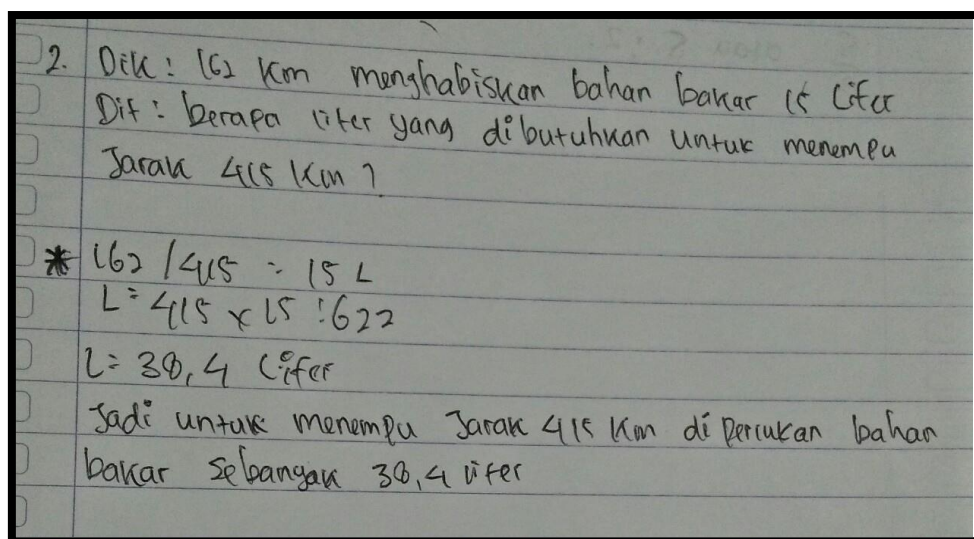 2. Dik : 162 Km menghabiskan bahan bakar 15 liter
Dit : berapa liter yang dibutuhkan untuk menempu
Jarak 415 Km ?
* 162 / 415 = 15 L
L = 415 x 15 : 622
L = 38,4 liter
Jadi untuk menempu Jarak 415 Km di perlukan bahan
bakar sebangak 38,4 liter